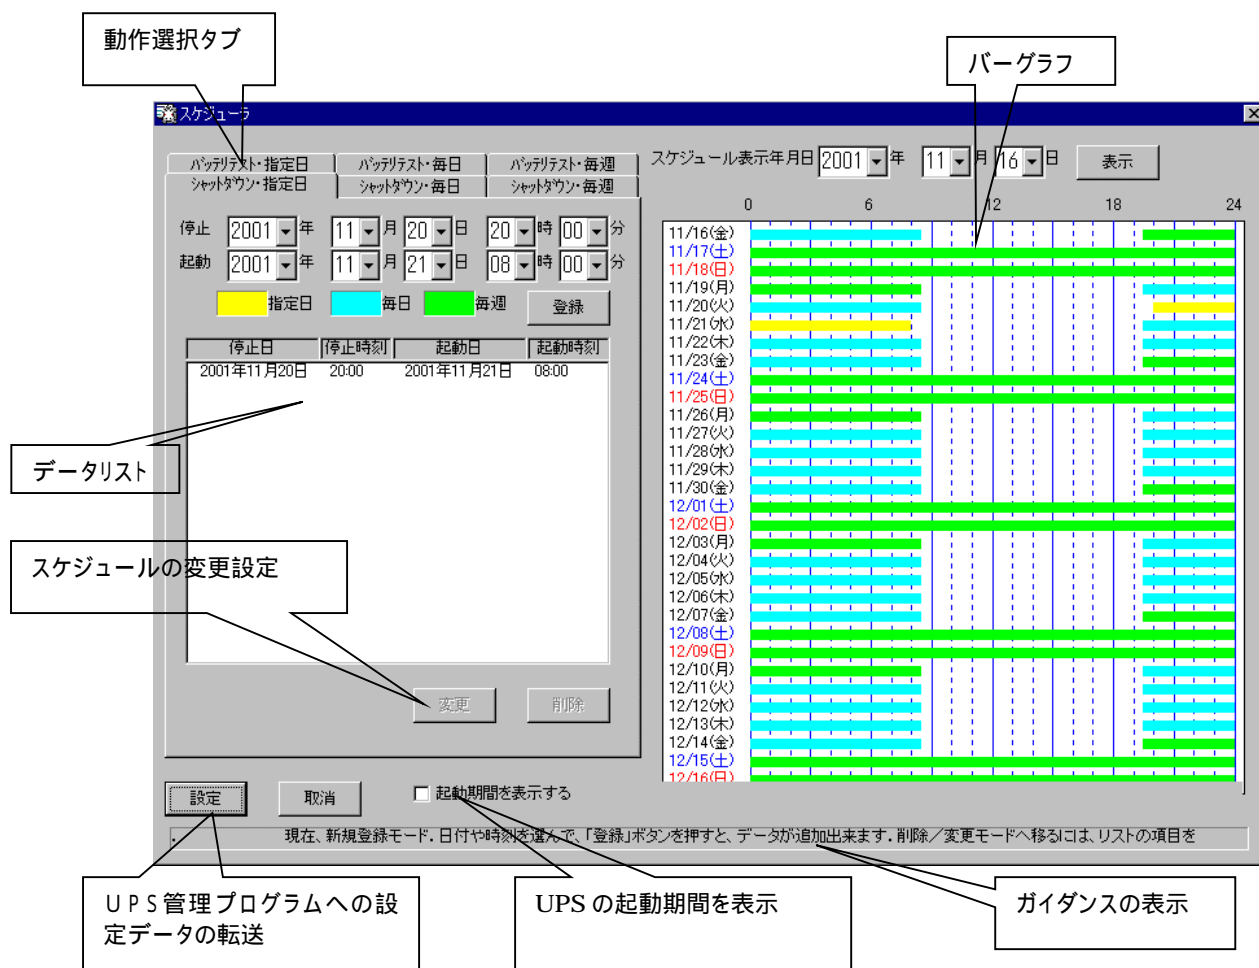 動作選択タブ
バーグラフ
スケジューラ
バッテリテスト・指定日
バッテリテスト・毎日
バッテリテスト・毎週
シャットダウン・指定日
シャットダウン・毎日
シャットダウン・毎週
スケジュール表示年月日 2001 年 11 月 16 日 表示
停止 2001 年 11 月 20 日 20 時 00 分
起動 2001 年 11 月 21 日 08 時 00 分
指定日 毎日 毎週 登録
停止日 停止時刻 起動日 起動時刻
2001年11月20日 20:00 2001年11月21日 08:00
データリスト
スケジュールの変更設定
変更 削除
0 6 12 18 24
11/16(金)
11/17(土)
11/18(日)
11/19(月)
11/20(火)
11/21(水)
11/22(木)
11/23(金)
11/24(土)
11/25(日)
11/26(月)
11/27(火)
11/28(水)
11/29(木)
11/30(金)
12/01(土)
12/02(日)
12/03(月)
12/04(火)
12/05(水)
12/06(木)
12/07(金)
12/08(土)
12/09(日)
12/10(月)
12/11(火)
12/12(水)
12/13(木)
12/14(金)
12/15(土)
12/16(日)
設定 取消 起動期間を表示する
. 現在、新規登録モード. 日付や時刻を選んで、「登録」ボタンを押すと、データが追加出来ます. 削除／変更モードへ移るには、リストの項目を
ＵＰＳ管理プログラムへの設
定データの転送
UPS の起動期間を表示
ガイダンスの表示